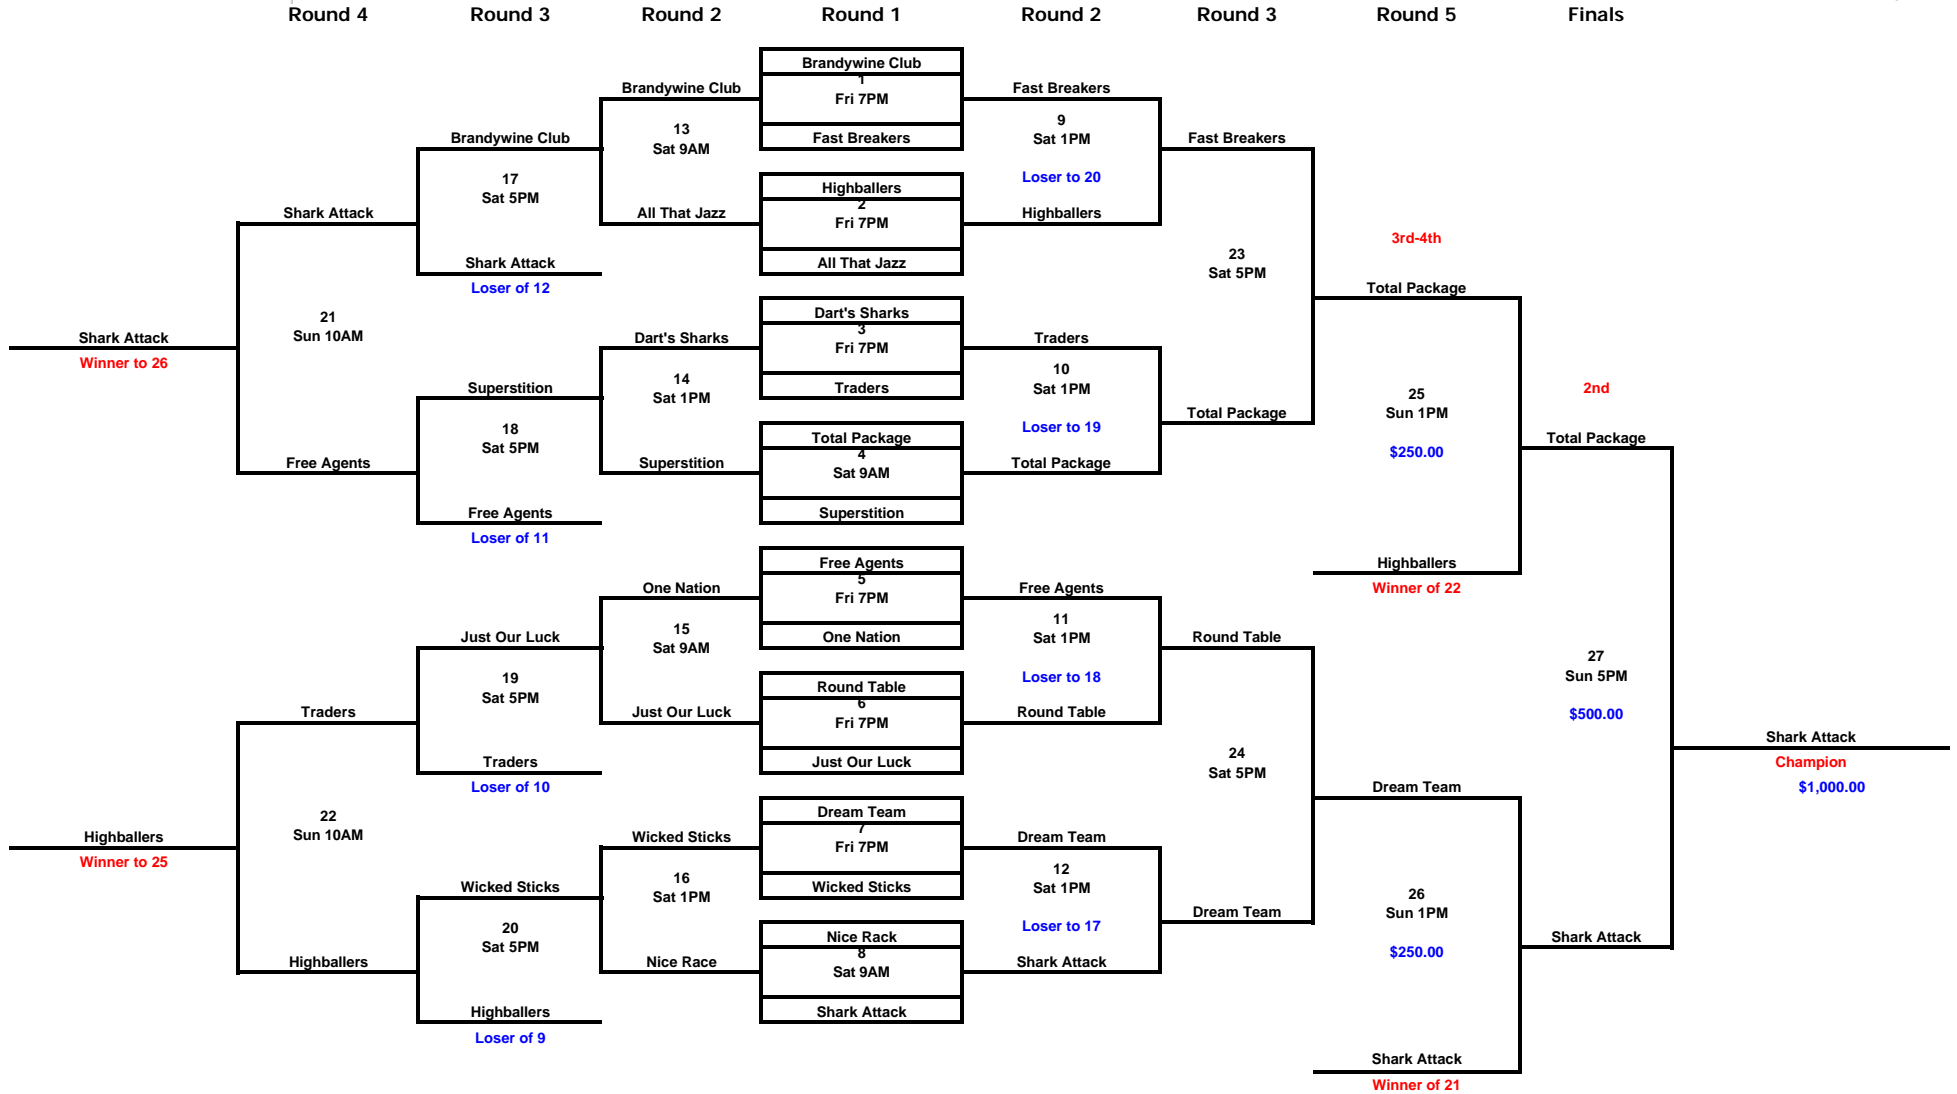 Round 4 Round 3 Round 2 Round 1 Round 2 Round 3 Round 5 Finals
Brandywine Club
1
Brandywine Club Fri 7PM Fast Breakers
13 9
Brandywine Club Sat 9AM Fast Breakers Sat 1PM Fast Breakers
17 Loser to 20
Sat 5PM Highballers
2
Shark Attack All That Jazz Fri 7PM Highballers
3rd-4th
Shark Attack All That Jazz 23
Loser of 12 Sat 5PM Total Package
21 Dart's Sharks
3
Shark Attack Sun 10AM Dart's Sharks Fri 7PM Traders
Winner to 26 14 10
Superstition Sat 1PM Traders Sat 1PM 25 2nd
18 Sun 1PM
Sat 5PM Total Package Loser to 19 Total Package Total Package
4 $250.00
Free Agents Superstition Sat 9AM Total Package
Free Agents Superstition
Loser of 11
Free Agents Highballers
5 Winner of 22
One Nation Fri 7PM Free Agents
15 11
Just Our Luck Sat 9AM One Nation Sat 1PM Round Table
19 27
Sat 5PM Round Table Loser to 18 Sun 5PM
6
Traders Just Our Luck Fri 7PM Round Table $500.00
Shark Attack
Traders Just Our Luck 24 Champion
Loser of 10 Sat 5PM Dream Team $1,000.00
22 Dream Team
7
Highballers Sun 10AM Wicked Sticks Fri 7PM Dream Team
Winner to 25 16 12
Wicked Sticks Sat 1PM Wicked Sticks Sat 1PM 26
20 Sun 1PM
Sat 5PM Nice Rack Loser to 17 Dream Team Shark Attack
8 $250.00
Highballers Nice Race Sat 9AM Shark Attack
Highballers Shark Attack
Loser of 9
Shark Attack
Winner of 21